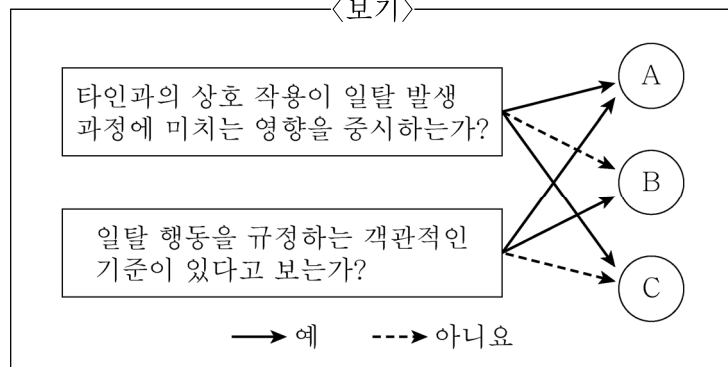 〈보기〉
타인과의 상호 작용이 일탈 발생
과정에 미치는 영향을 중시하는가?
일탈 행동을 규정하는 객관적인
기준이 있다고 보는가?
A
B
C
예
아니요